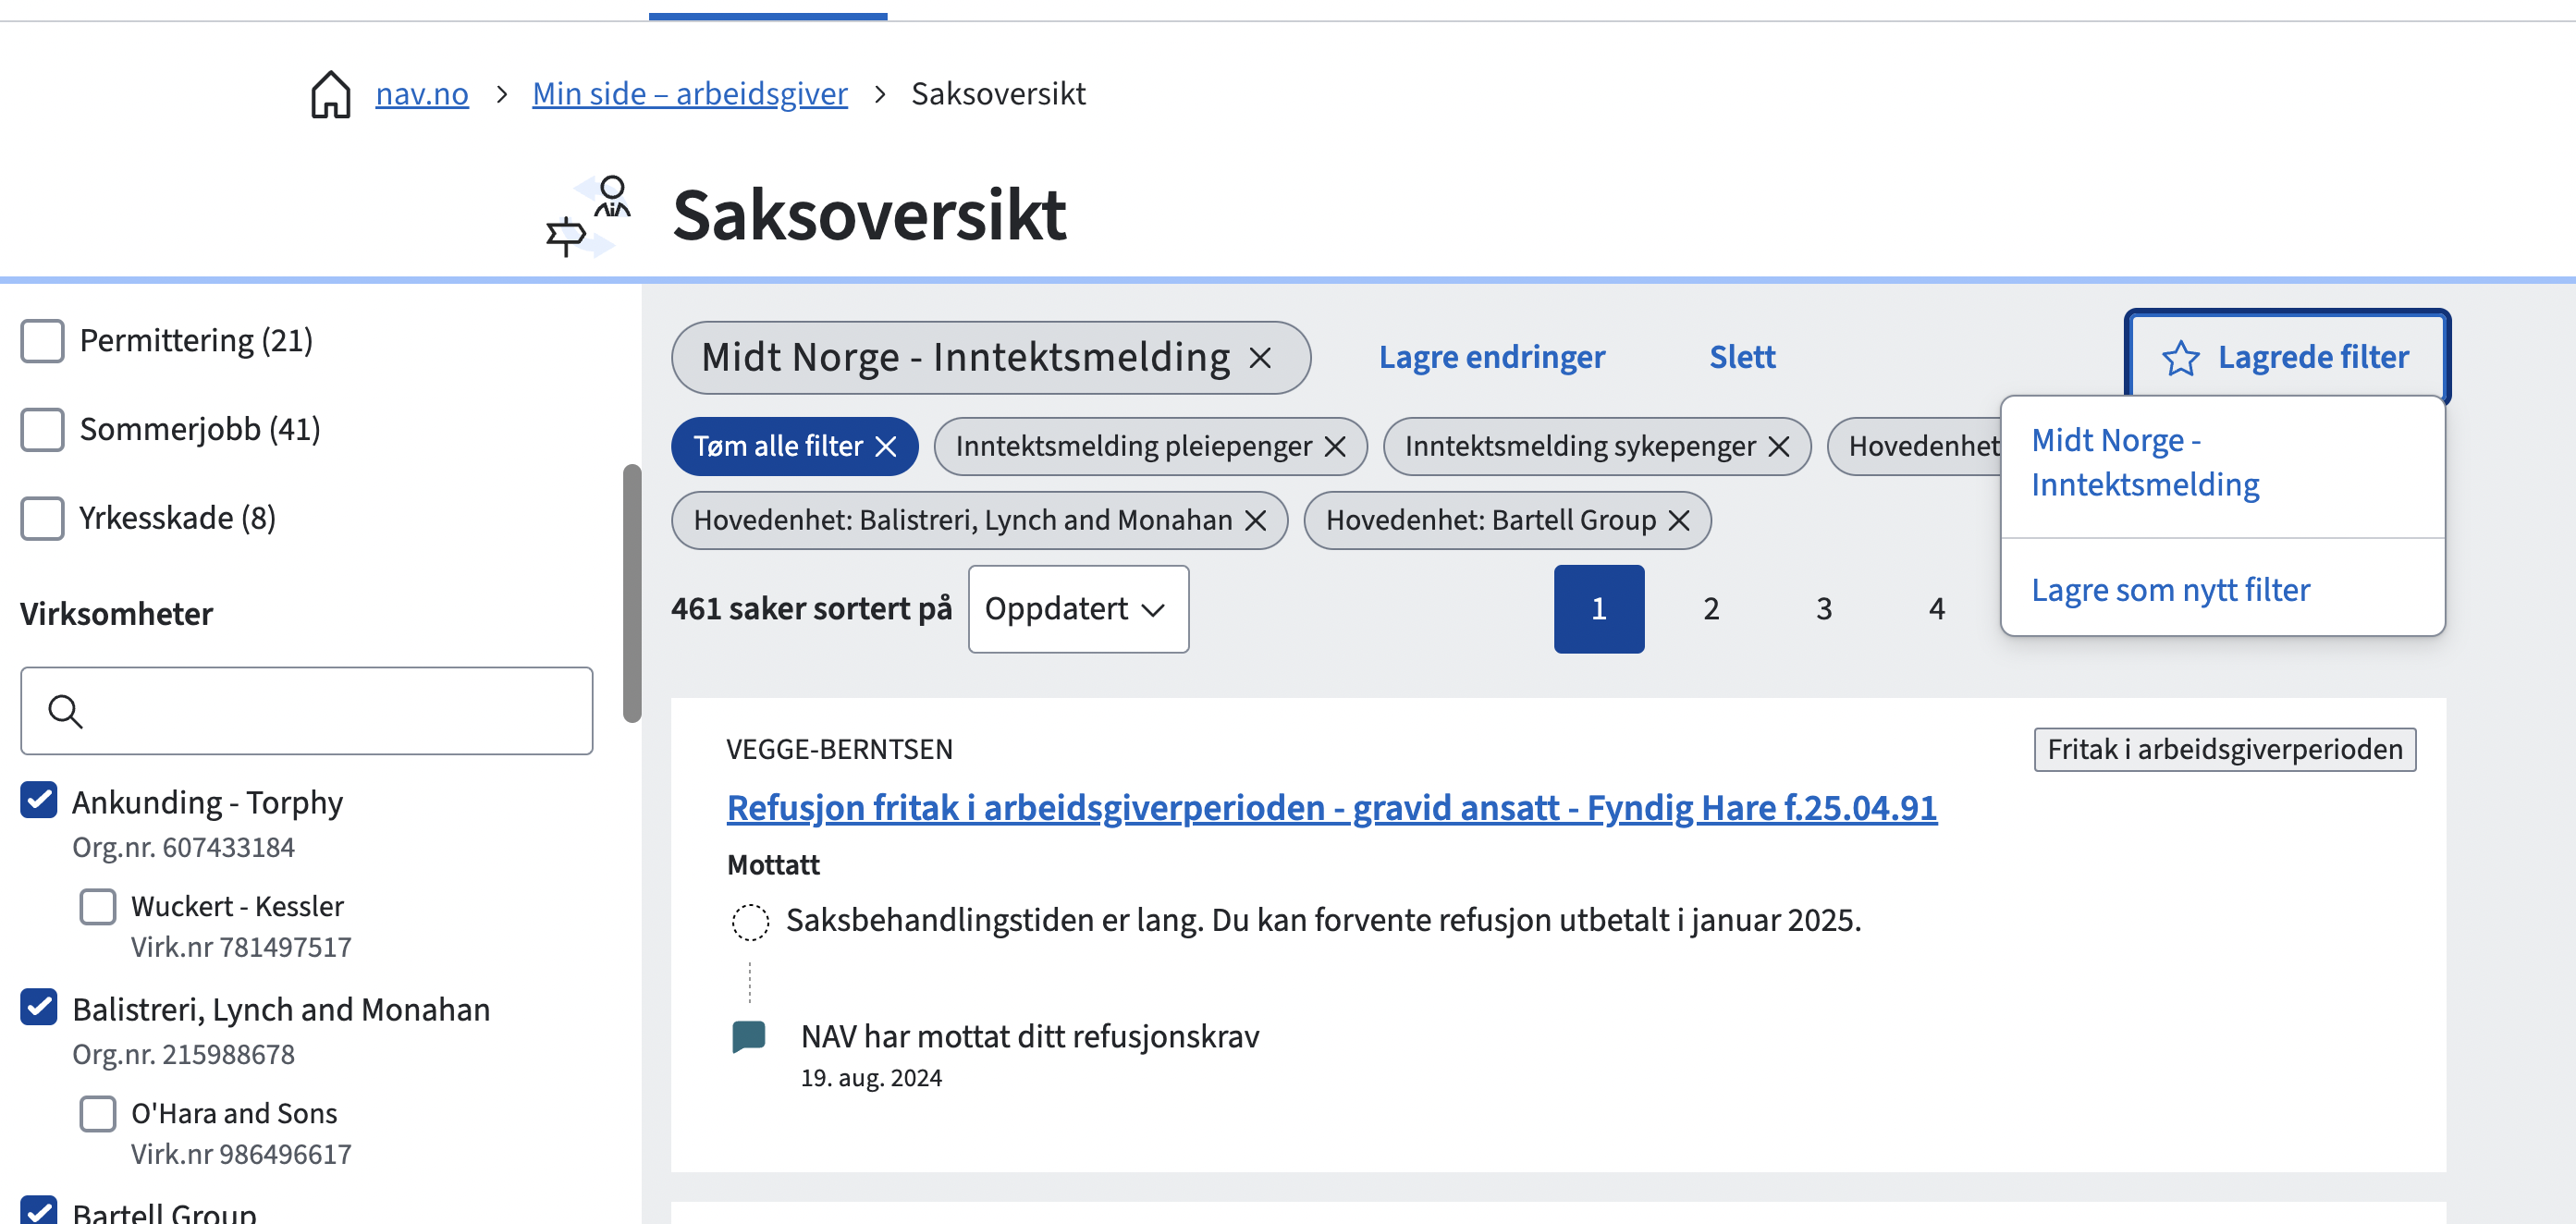 nav.no > Min side – arbeidsgiver > Saksoversikt
Saksoversikt
Permittering (21)
Sommerjobb (41)
Yrkesskade (8)
Virksomheter
Ankunding - Torphy
Org.nr. 607433184
Wuckert - Kessler
Virk.nr 781497517
Balistreri, Lynch and Monahan
Org.nr. 215988678
O'Hara and Sons
Virk.nr 986496617
Bartell Group
Midt Norge - Inntektsmelding
Lagre endringer
Slett
Lagrede filter
Tøm alle filter
Inntektsmelding pleiepenger
Inntektsmelding sykepenger
Hovedenhet
Hovedenhet: Balistreri, Lynch and Monahan
Hovedenhet: Bartell Group
Midt Norge -
Inntektsmelding
Lagre som nytt filter
461 saker sortert på
Oppdatert
1 2 3 4
VEGGE-BERNTSEN
Fritak i arbeidsgiverperioden
Refusjon fritak i arbeidsgiverperioden - gravid ansatt - Fyndig Hare f.25.04.91
Mottatt
Saksbehandlingstiden er lang. Du kan forvente refusjon utbetalt i januar 2025.
NAV har mottat ditt refusjonskrav
19. aug. 2024